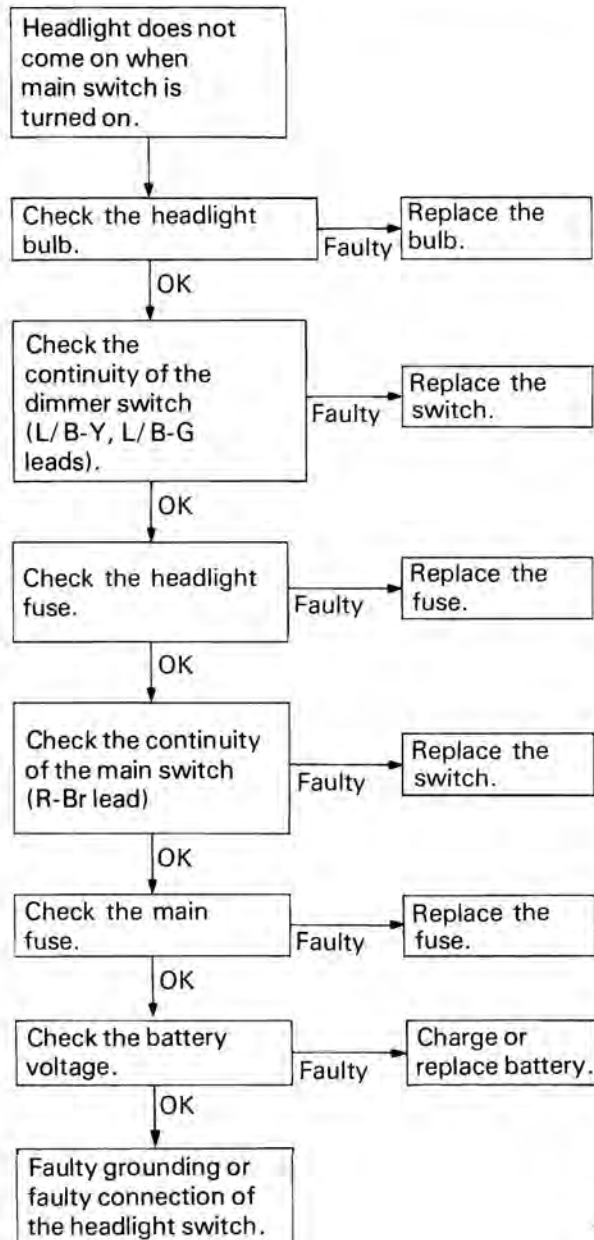 Headlight does not
come on when
main switch is
turned on.
Check the headlight
bulb.
Faulty
Replace the
bulb.
OK
Check the
continuity of the
dimmer switch
(L/B-Y, L/B-G
leads).
Faulty
Replace the
switch.
OK
Check the headlight
fuse.
Faulty
Replace the
fuse.
OK
Check the continuity
of the main switch
(R-Br lead)
Faulty
Replace the
switch.
OK
Check the main
fuse.
Faulty
Replace the
fuse.
OK
Check the battery
voltage.
Faulty
Charge or
replace battery.
OK
Faulty grounding or
faulty connection of
the headlight switch.